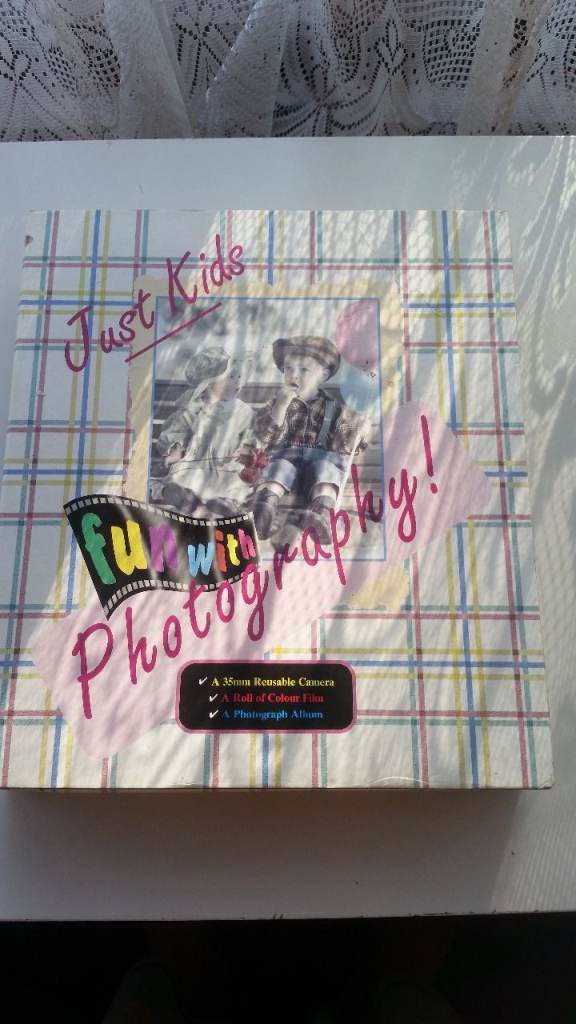 Just Kids
fun with
Photography!
✓ A 35mm Reusable Camera
✓ A Roll of Colour Film
✓ A Photograph Album